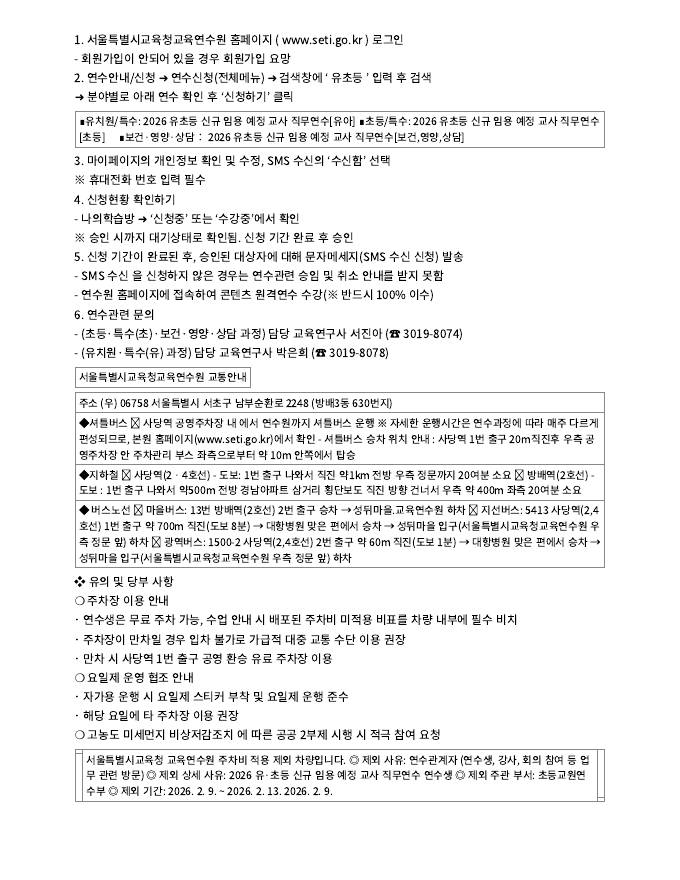 1. 서울특별시교육청교육연수원 홈페이지 ( www.seti.go.kr ) 로그인
- 회원가입이 안되어 있을 경우 회원가입 요망
2. 연수안내/신청 ➜ 연수신청(전체메뉴) ➜ 검색창에 ‘ 유초등 ’ 입력 후 검색
➜ 분야별로 아래 연수 확인 후 ‘신청하기’ 클릭
∎유치원/특수: 2026 유초등 신규 임용 예정 교사 직무연수[유아] ∎초등/특수: 2026 유초등 신규 임용 예정 교사 직무연수
[초등] ∎보건·영양·상담 : 2026 유초등 신규 임용 예정 교사 직무연수[보건,영양,상담]
3. 마이페이지의 개인정보 확인 및 수정, SMS 수신의 ‘수신함’ 선택
※ 휴대전화 번호 입력 필수
4. 신청현황 확인하기
- 나의학습방 ➜ ‘신청중’ 또는 ‘수강중’에서 확인
※ 승인 시까지 대기상태로 확인됨. 신청 기간 완료 후 승인
5. 신청 기간이 완료된 후, 승인된 대상자에 대해 문자메세지(SMS 수신 신청) 발송
- SMS 수신 을 신청하지 않은 경우는 연수관련 승임 및 취소 안내를 받지 못함
- 연수원 홈페이지에 접속하여 콘텐츠 원격연수 수강(※ 반드시 100% 이수)
6. 연수관련 문의
- (초등·특수(초)·보건·영양·상담 과정) 담당 교육연구사 서진아 (☎ 3019-8074)
- (유치원·특수(유) 과정) 담당 교육연구사 박은희 (☎ 3019-8078)
서울특별시교육청교육연수원 교통안내
주소 (우) 06758 서울특별시 서초구 남부순환로 2248 (방배3동 630번지)
◆셔틀버스 사당역 공영주차장 내 에서 연수원까지 셔틀버스 운행 ※ 자세한 운행시간은 연수과정에 따라 매주 다르게
편성되므로, 본원 홈페이지(www.seti.go.kr)에서 확인 - 셔틀버스 승차 위치 안내 : 사당역 1번 출구 20m직진후 우측 공
영주차장 안 주차관리 부스 좌측으로부터 약 10m 안쪽에서 탑승
◆지하철 사당역(2 · 4호선) - 도보: 1번 출구 나와서 직진 약1km 전방 우측 정문까지 20여분 소요 방배역(2호선) -
도보 : 1번 출구 나와서 약500m 전방 경남아파트 삼거리 횡단보도 직진 방향 건너서 우측 약 400m 좌측 20여분 소요
◆버스노선 마을버스: 13번 방배역(2호선) 2번 출구 승차 →성뒤마을.교육연수원 하차 지선버스: 5413 사당역(2,4
호선) 1번 출구 약 700m 직진(도보 8분) → 대항병원 맞은 편에서 승차 → 성뒤마을 입구(서울특별시교육청교육연수원 우
측 정문 앞) 하차 광역버스: 1500-2 사당역(2,4호선) 2번 출구 약 60m 직진(도보 1분) → 대항병원 맞은 편에서 승차 →
성뒤마을 입구(서울특별시교육청교육연수원 우측 정문 앞) 하차
❖ 유의 및 당부 사항
❍ 주차장 이용 안내
· 연수생은 무료 주차 가능, 수업 안내 시 배포된 주차비 미적용 비표를 차량 내부에 필수 비치
· 주차장이 만차일 경우 입차 불가로 가급적 대중 교통 수단 이용 권장
· 만차 시 사당역 1번 출구 공영 환승 유료 주차장 이용
❍ 요일제 운영 협조 안내
· 자가용 운행 시 요일제 스티커 부착 및 요일제 운행 준수
· 해당 요일에 타 주차장 이용 권장
❍ 고농도 미세먼지 비상저감조치 에 따른 공공 2부제 시행 시 적극 참여 요청
서울특별시교육청 교육연수원 주차비 적용 제외 차량입니다. ◎ 제외 사유: 연수관계자 (연수생, 강사, 회의 참여 등 업
무 관련 방문) ◎ 제외 상세 사유: 2026 유·초등 신규 임용 예정 교사 직무연수 연수생 ◎ 제외 주관 부서: 초등교원연
수부 ◎ 제외 기간: 2026. 2. 9. ~ 2026. 2. 13. 2026. 2. 9.